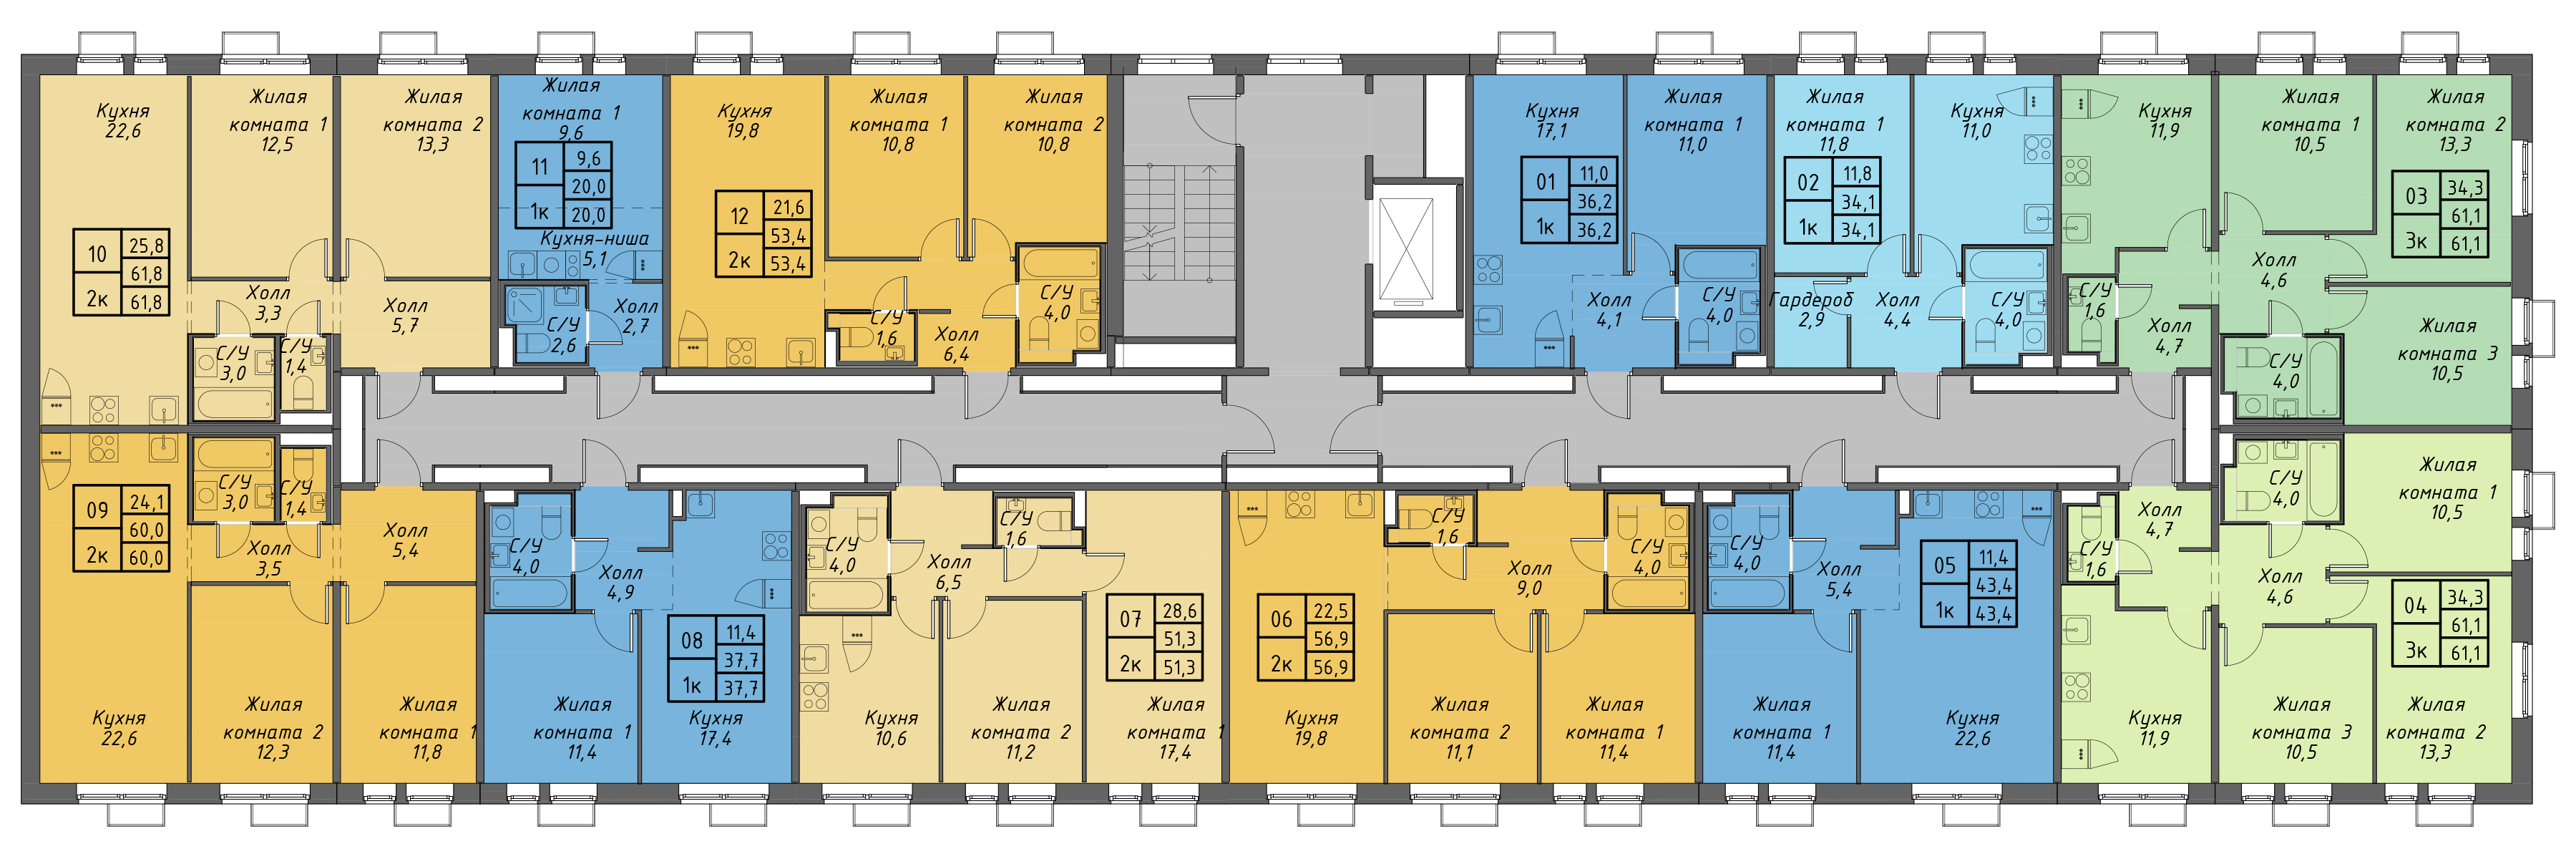 Кухня
22,6
Жилая
комната 1
12,5
Жилая
комната 2
13,3
10
2к
25,8
61,8
61,8
Холл
3,3
Холл
5,7
С/У
3,0
С/У
1,4
Жилая
комната 1
9,6
11
1к
9,6
20,0
20,0
Кухня-ниша
5,1
С/У
2,6
Холл
2,7
Кухня
19,8
Жилая
комната 1
10,8
Жилая
комната 2
10,8
12
2к
21,6
53,4
53,4
С/У
1,6
Холл
6,4
С/У
4,0
Кухня
17,1
Жилая
комната 1
11,0
01
1к
11,0
36,2
36,2
Холл
4,1
С/У
4,0
Жилая
комната 1
11,8
Кухня
11,0
02
1к
11,8
34,1
34,1
Гардероб
2,9
Холл
4,4
С/У
4,0
Кухня
11,9
Жилая
комната 1
10,5
Жилая
комната 2
13,3
03
3к
34,3
61,1
61,1
Холл
4,6
С/У
1,6
Холл
4,7
С/У
4,0
Жилая
комната 3
10,5
09
2к
24,1
60,0
60,0
С/У
3,0
С/У
1,4
Холл
3,5
Холл
5,4
Кухня
22,6
Жилая
комната 2
12,3
Жилая
комната 1
11,8
С/У
4,0
Холл
4,9
08
1к
11,4
37,7
37,7
Жилая
комната 1
11,4
Кухня
17,4
С/У
4,0
Холл
6,5
С/У
1,6
07
2к
28,6
51,3
51,3
Кухня
10,6
Жилая
комната 2
11,2
Жилая
комната 1
17,4
06
2к
22,5
56,9
56,9
С/У
1,6
Холл
9,0
С/У
4,0
Кухня
19,8
Жилая
комната 2
11,1
Жилая
комната 1
11,4
С/У
4,0
Холл
5,4
05
1к
11,4
43,4
43,4
Жилая
комната 1
11,4
Кухня
22,6
С/У
1,6
Холл
4,7
С/У
4,0
Жилая
комната 1
10,5
Холл
4,6
04
3к
34,3
61,1
61,1
Кухня
11,9
Жилая
комната 3
10,5
Жилая
комната 2
13,3